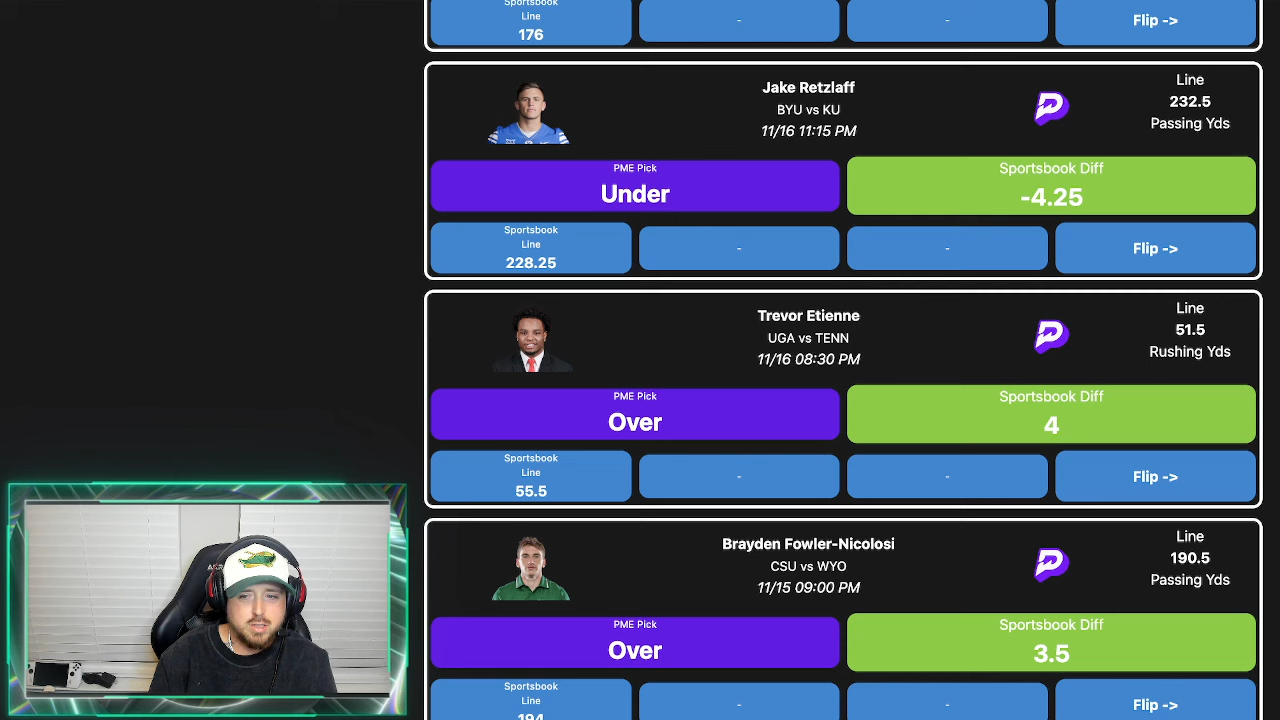 Sportsbook
Line
176
-
-
Flip ->
Jake Retzlaff
BYU vs KU
11/16 11:15 PM
Line
232.5
Passing Yds
PME Pick
Under
Sportsbook Diff
-4.25
Sportsbook
Line
228.25
-
-
Flip ->
Trevor Etienne
UGA vs TENN
11/16 08:30 PM
Line
51.5
Rushing Yds
PME Pick
Over
Sportsbook Diff
4
Sportsbook
Line
55.5
-
-
Flip ->
Brayden Fowler-Nicolosi
CSU vs WYO
11/15 09:00 PM
Line
190.5
Passing Yds
PME Pick
Over
Sportsbook Diff
3.5
Sportsbook
Line
194
-
-
Flip ->